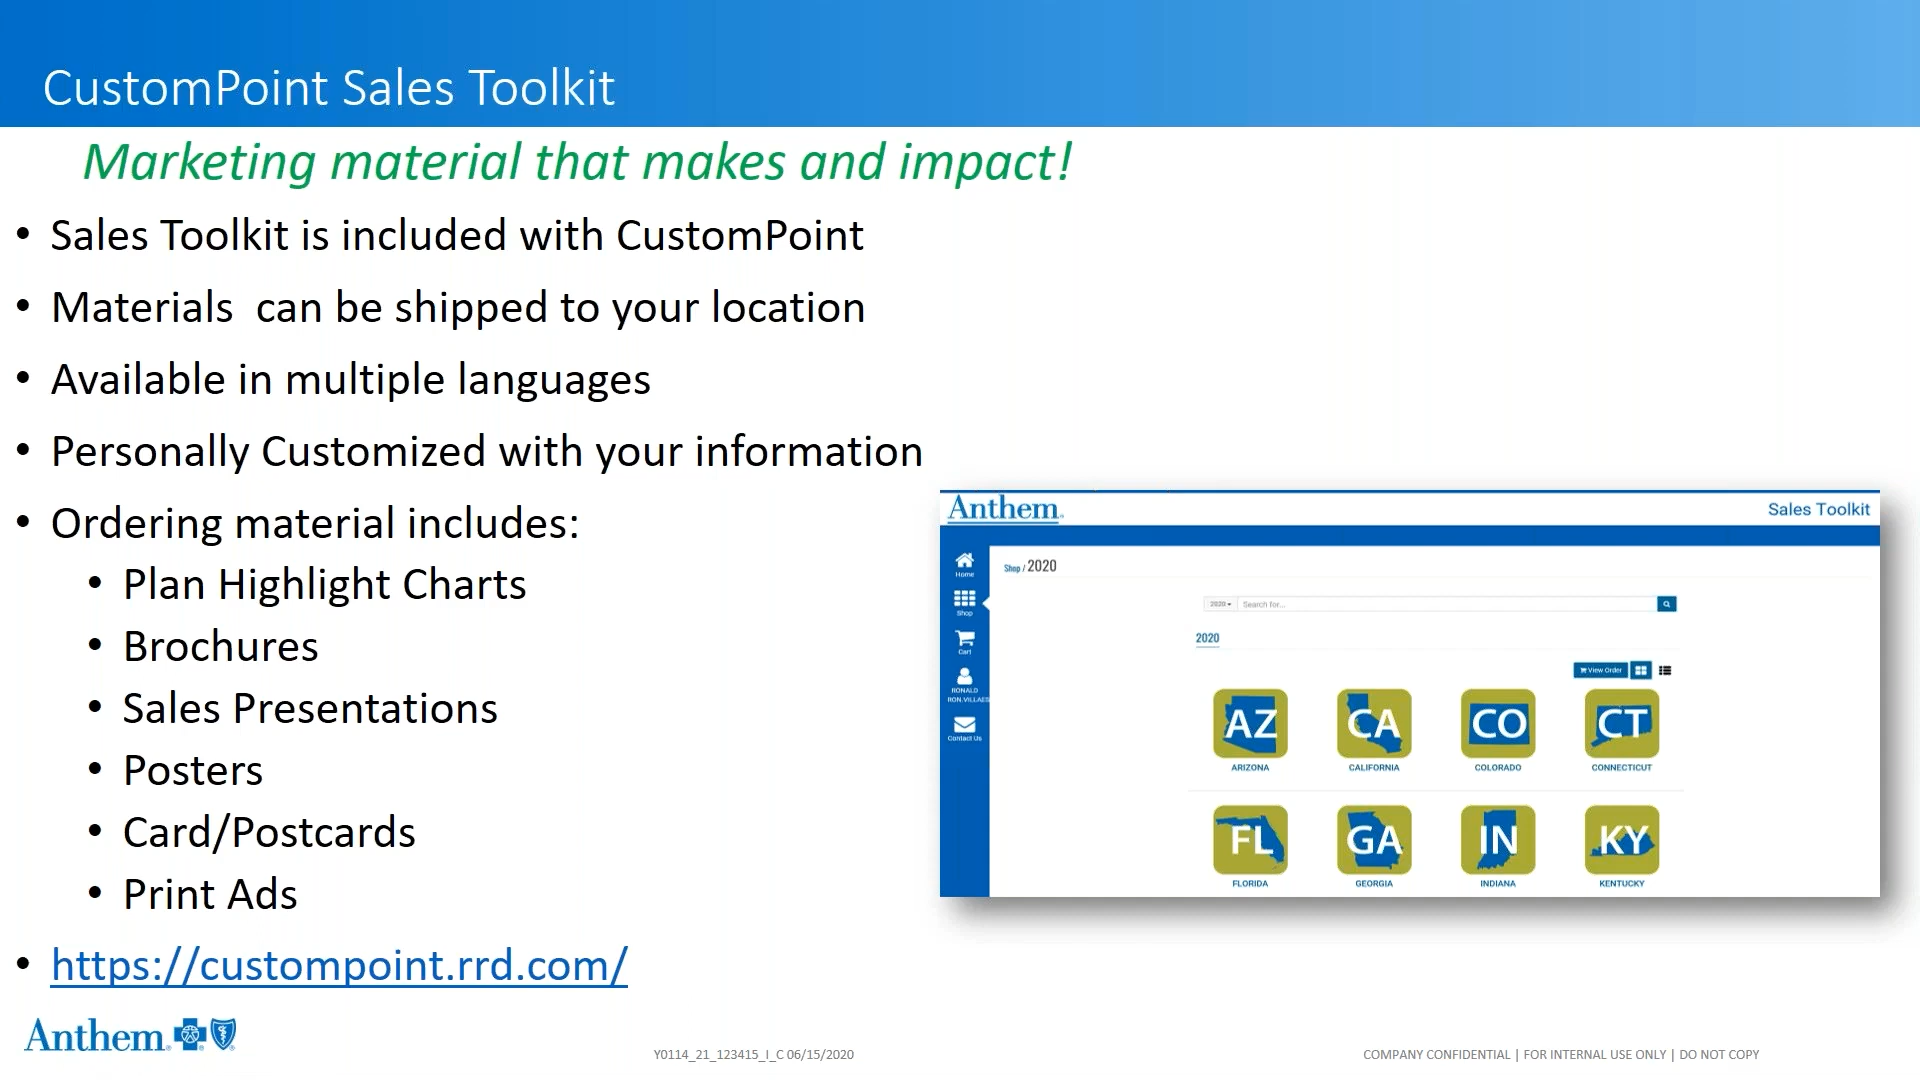 CustomPoint Sales Toolkit
Marketing material that makes and impact!
• Sales Toolkit is included with CustomPoint
• Materials  can be shipped to your location
• Available in multiple languages
• Personally Customized with your information
• Ordering material includes:
• Plan Highlight Charts
• Brochures
• Sales Presentations
• Posters
• Card/Postcards
• Print Ads
• https://custompoint.rrd.com/
Anthem
Sales Toolkit
Home
Shop
Cart
RONALD
RON.VILLAES
Contact Us
Shop / 2020
2020 Search for...
2020
View Order
AZ CA CO CT
ARIZONA CALIFORNIA COLORADO CONNECTICUT
FL GA IN KY
FLORIDA GEORGIA INDIANA KENTUCKY
Anthem
Y0114_21_123415_I_C 06/15/2020
COMPANY CONFIDENTIAL | FOR INTERNAL USE ONLY | DO NOT COPY